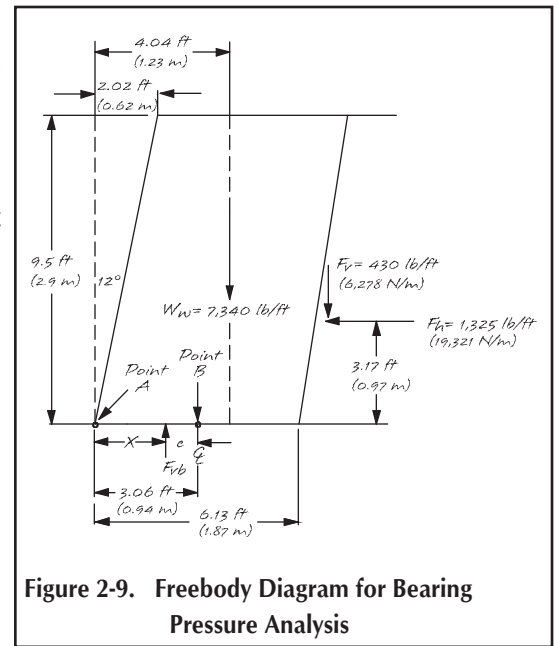 4.04 ft
(1.23 m)
2.02 ft
(0.62 m)
9.5 ft
(2.9 m)
12°
Ww= 7,340 lb/ft
Fv= 430 lb/ft
(6,278 N/m)
Fh= 1,325 lb/ft
(19,321 N/m)
3.17 ft
(0.97 m)
Point
A
Point
B
X
e
℄
Fvb
3.06 ft
(0.94 m)
6.13 ft
(1.87 m)
Figure 2-9. Freebody Diagram for Bearing
Pressure Analysis